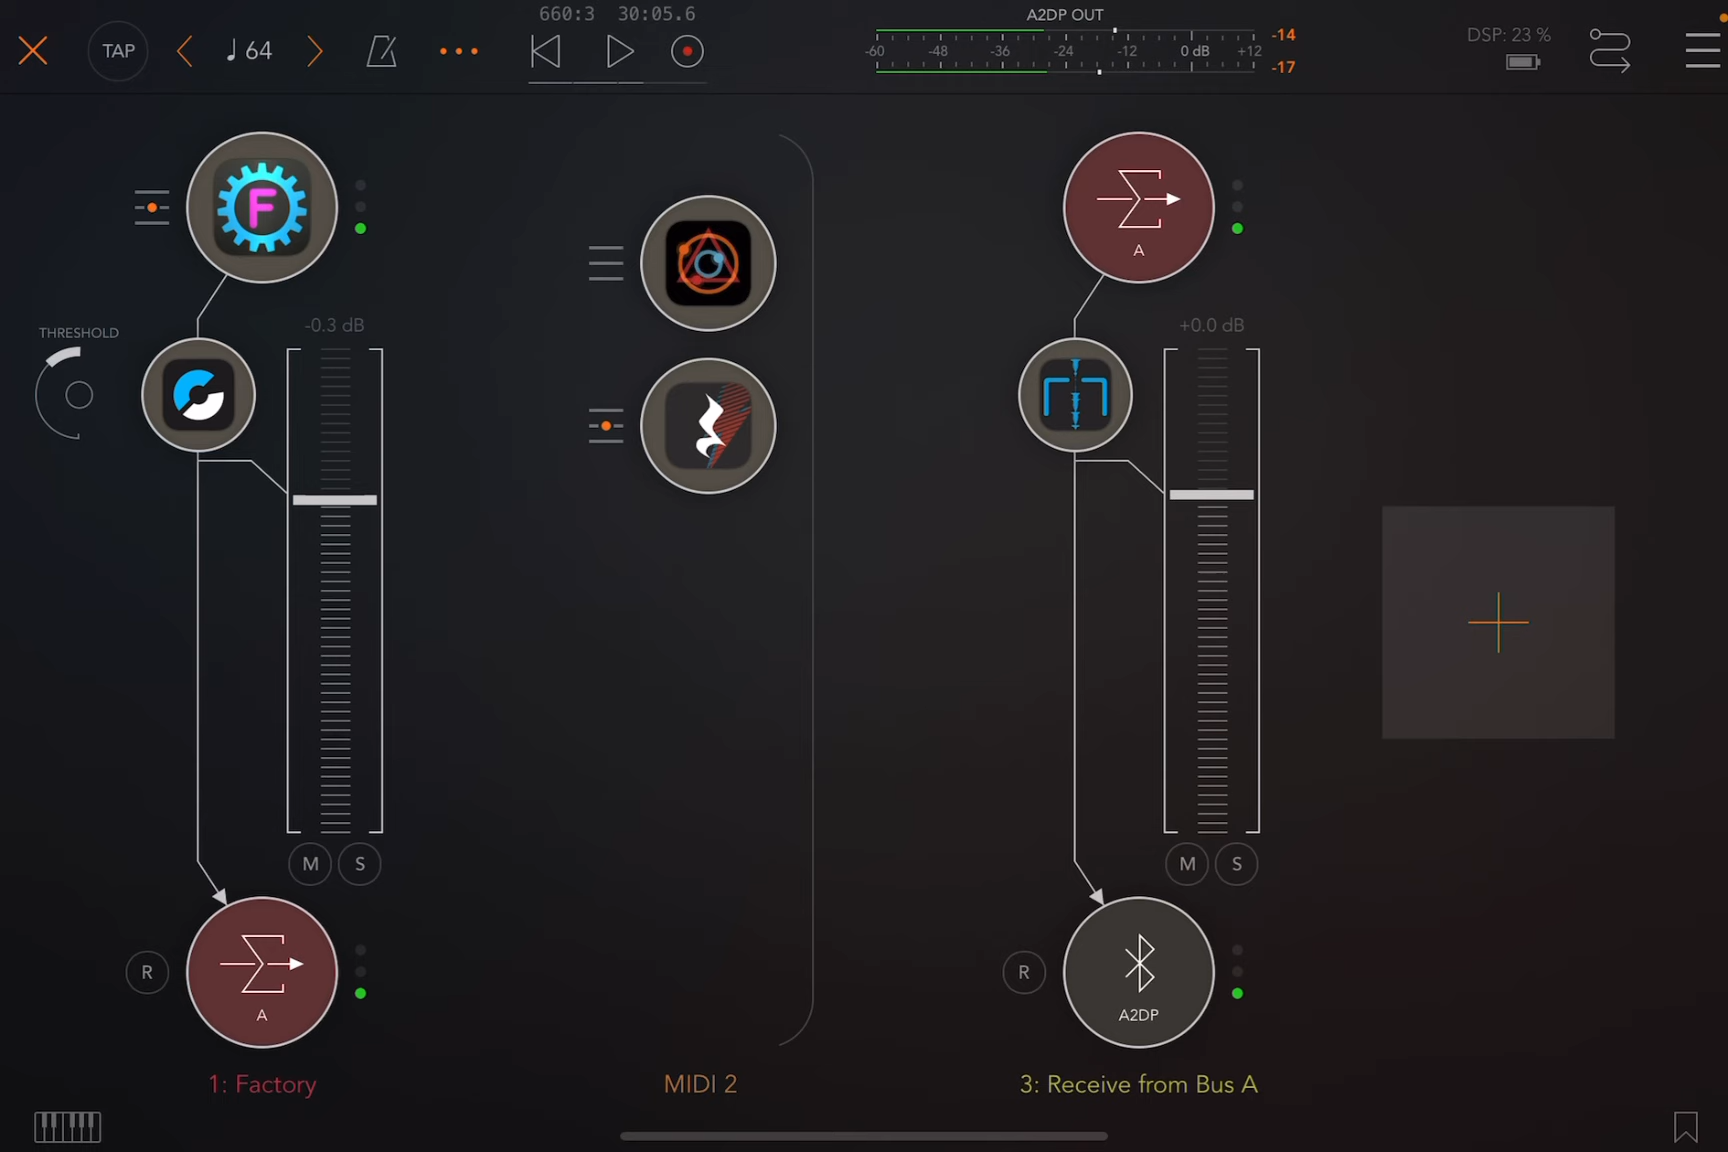 660:3 30:05.6
A2DP OUT
TAP
♩ 64
-60 -48 -36 -24 -12 0 dB +12
-14
-17
DSP: 23 %
F
A
THRESHOLD
-0.3 dB
+0.0 dB
M S
M S
R
A
R
A2DP
1: Factory
MIDI 2
3: Receive from Bus A